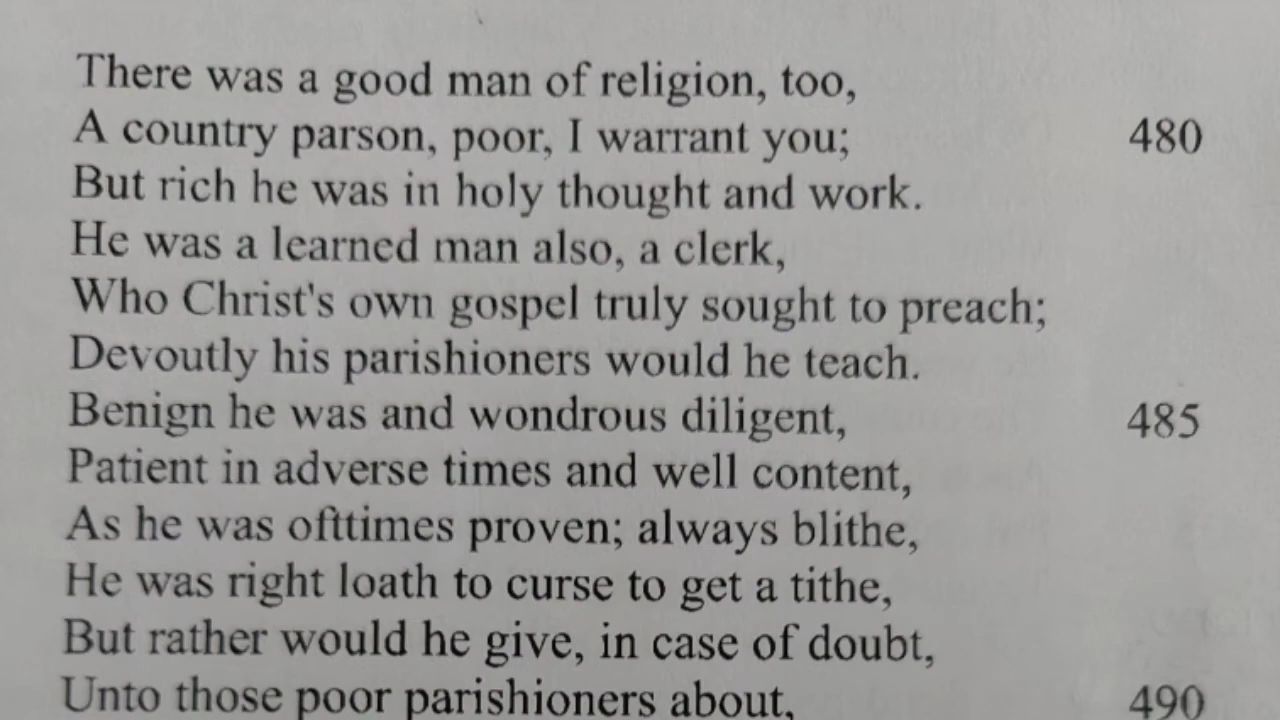 There was a good man of religion, too,
A country parson, poor, I warrant you; 480
But rich he was in holy thought and work.
He was a learned man also, a clerk,
Who Christ's own gospel truly sought to preach;
Devoutly his parishioners would he teach.
Benign he was and wondrous diligent, 485
Patient in adverse times and well content,
As he was ofttimes proven; always blithe,
He was right loath to curse to get a tithe,
But rather would he give, in case of doubt,
Unto those poor parishioners about, 490